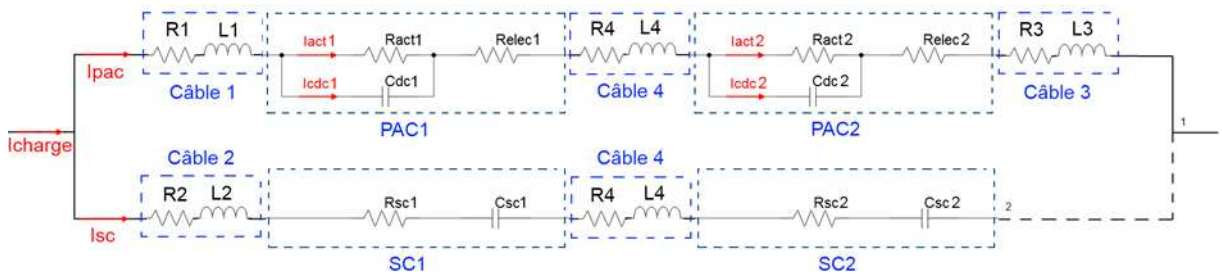 R1 L1
Iact1 Ract1 Relec1
R4 L4
Iact2 Ract2 Relec2
R3 L3
Ipac
Icdc1 Cdc1
Icdc2 Cdc2
Câble 1
Câble 4
Câble 3
PAC1
PAC2
1
Icharge
Câble 2
Câble 4
R2 L2
Rsc1 Csc1
R4 L4
Rsc2 Csc2
2
Isc
SC1
SC2